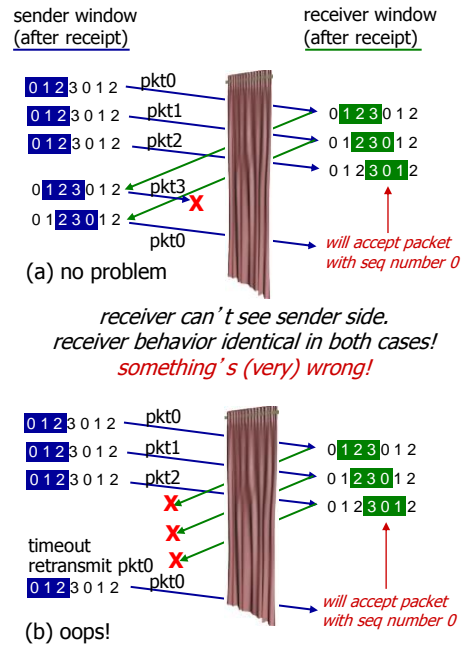 sender window
(after receipt)
receiver window
(after receipt)
0 1 2 3 0 1 2
pkt0
0 1 2 3 0 1 2
pkt1
0 1 2 3 0 1 2
pkt2
0 1 2 3 0 1 2
0 1 2 3 0 1 2
0 1 2 3 0 1 2
0 1 2 3 0 1 2
pkt3
X
0 1 2 3 0 1 2
pkt0
will accept packet
with seq number 0
(a) no problem
receiver can't see sender side.
receiver behavior identical in both cases!
something's (very) wrong!
0 1 2 3 0 1 2
pkt0
0 1 2 3 0 1 2
pkt1
0 1 2 3 0 1 2
pkt2
0 1 2 3 0 1 2
0 1 2 3 0 1 2
0 1 2 3 0 1 2
X
X
X
timeout
retransmit pkt0
0 1 2 3 0 1 2
pkt0
will accept packet
with seq number 0
(b) oops!